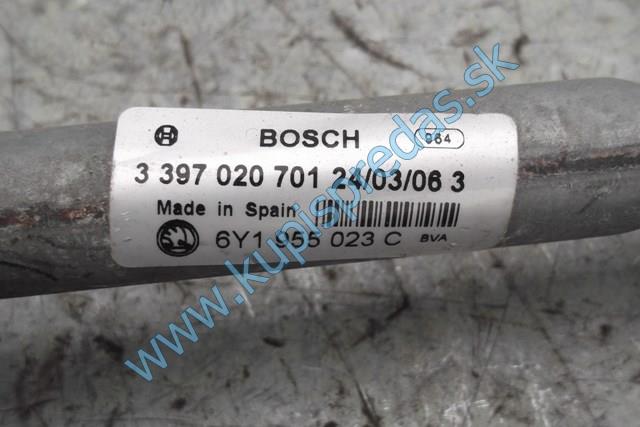 BOSCH 964
3 397 020 701 24/03/06 3
Made in Spain
6Y1 955 023 C BVA
www.kupispredas.sk